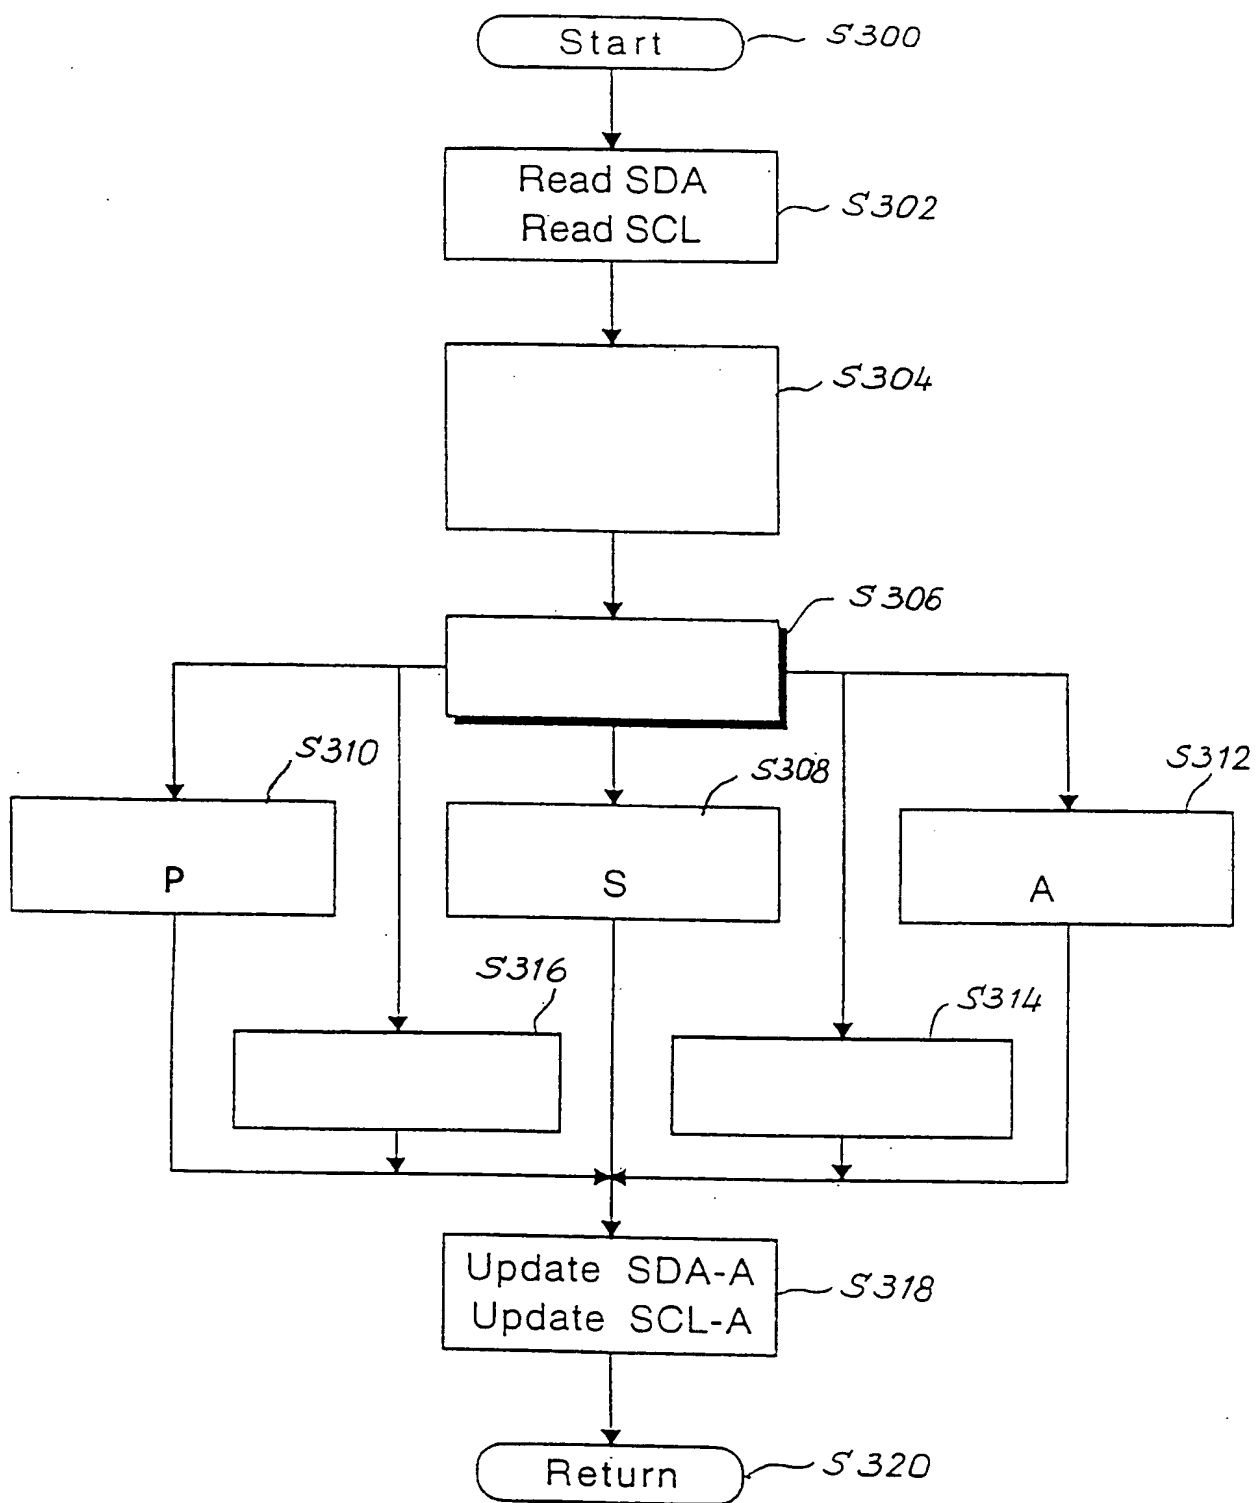 Start
S300
Read SDA
Read SCL
S302
S304
S306
S310
S308
S312
P
S
A
S316
S314
Update SDA-A
Update SCL-A
S318
Return
S320